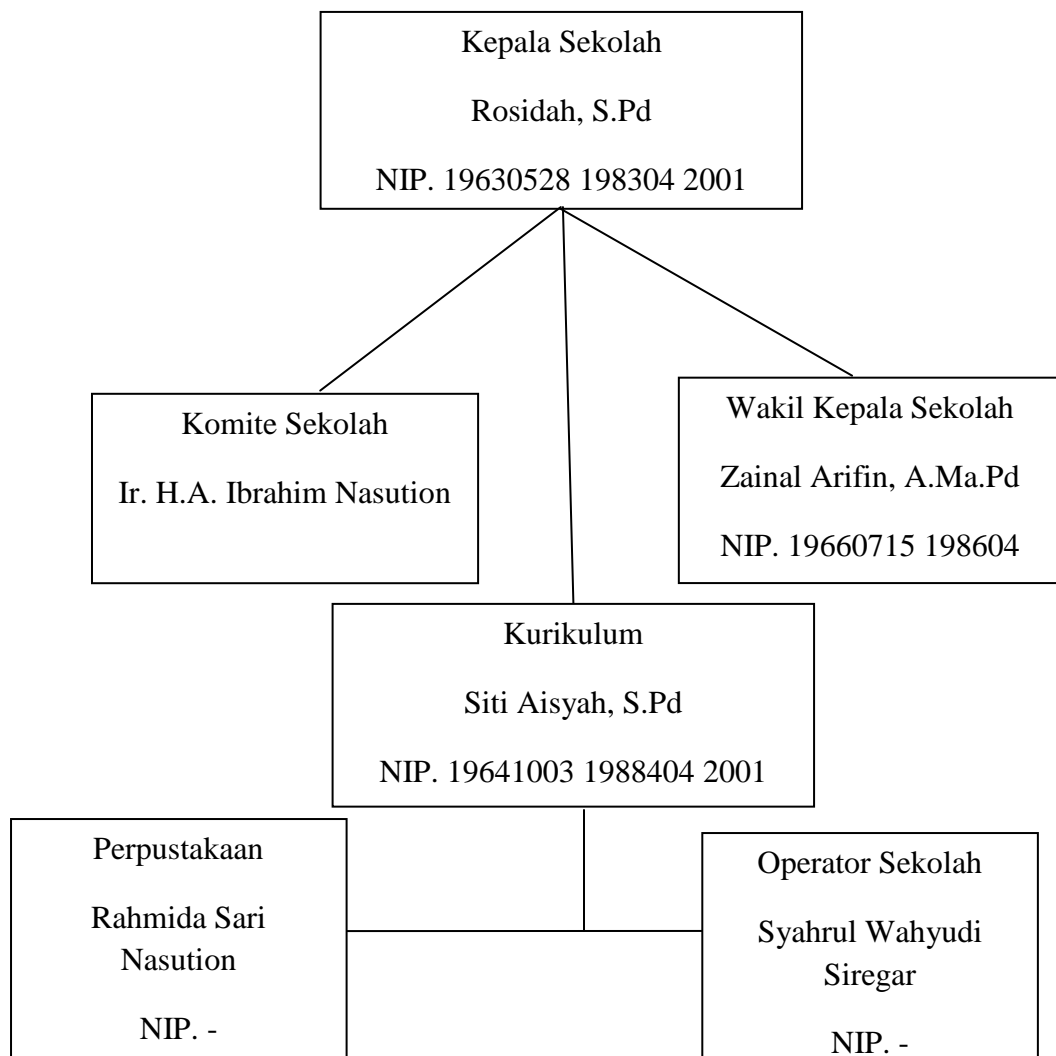 Kepala Sekolah
Rosidah, S.Pd
NIP. 19630528 198304 2001
Komite Sekolah
Ir. H.A. Ibrahim Nasution
Wakil Kepala Sekolah
Zainal Arifin, A.Ma.Pd
NIP. 19660715 198604
Kurikulum
Siti Aisyah, S.Pd
NIP. 19641003 1988404 2001
Perpustakaan
Rahmida Sari
Nasution
NIP. -
Operator Sekolah
Syahrul Wahyudi
Siregar
NIP. -